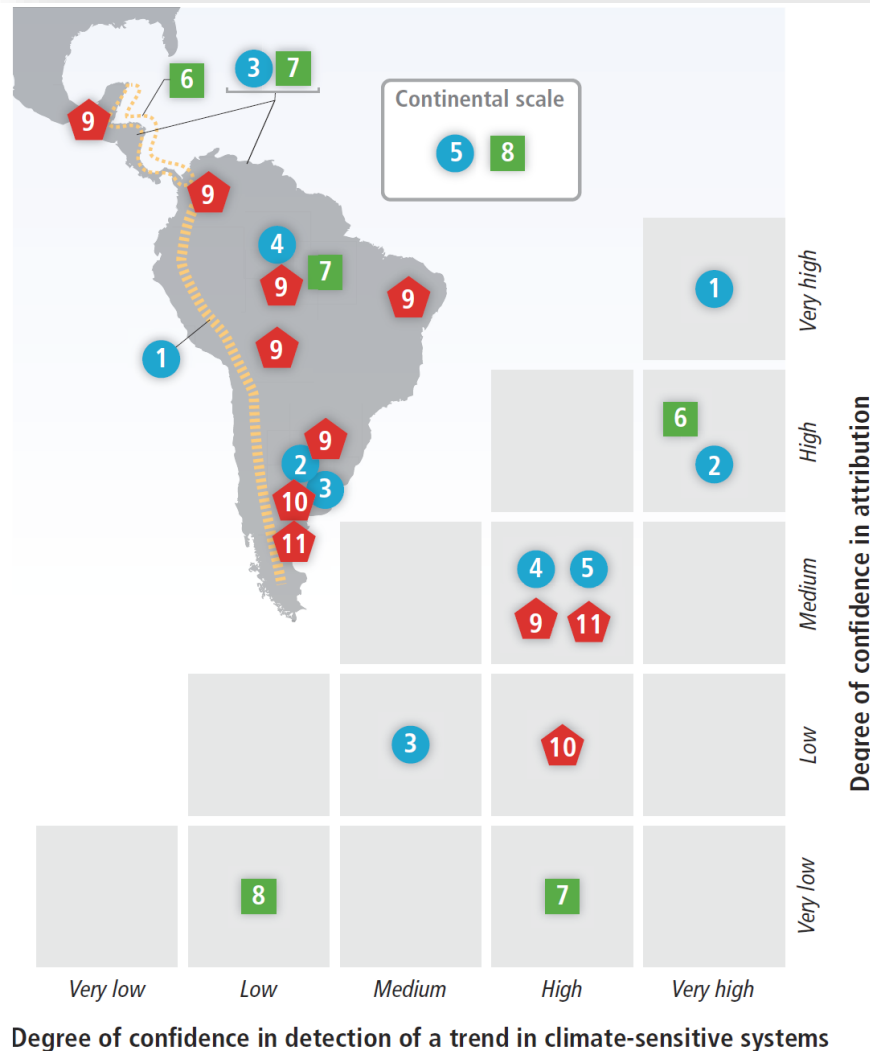 6
3 7
Continental scale
5 8
9
9
4
7
9
9
1
9
9
2
3
10
11
1
Very high
6
2
High
4 5
9 11
Medium
3
10
Low
8
7
Very low
Degree of confidence in attribution
Very low Low Medium High Very high
Degree of confidence in detection of a trend in climate-sensitive systems